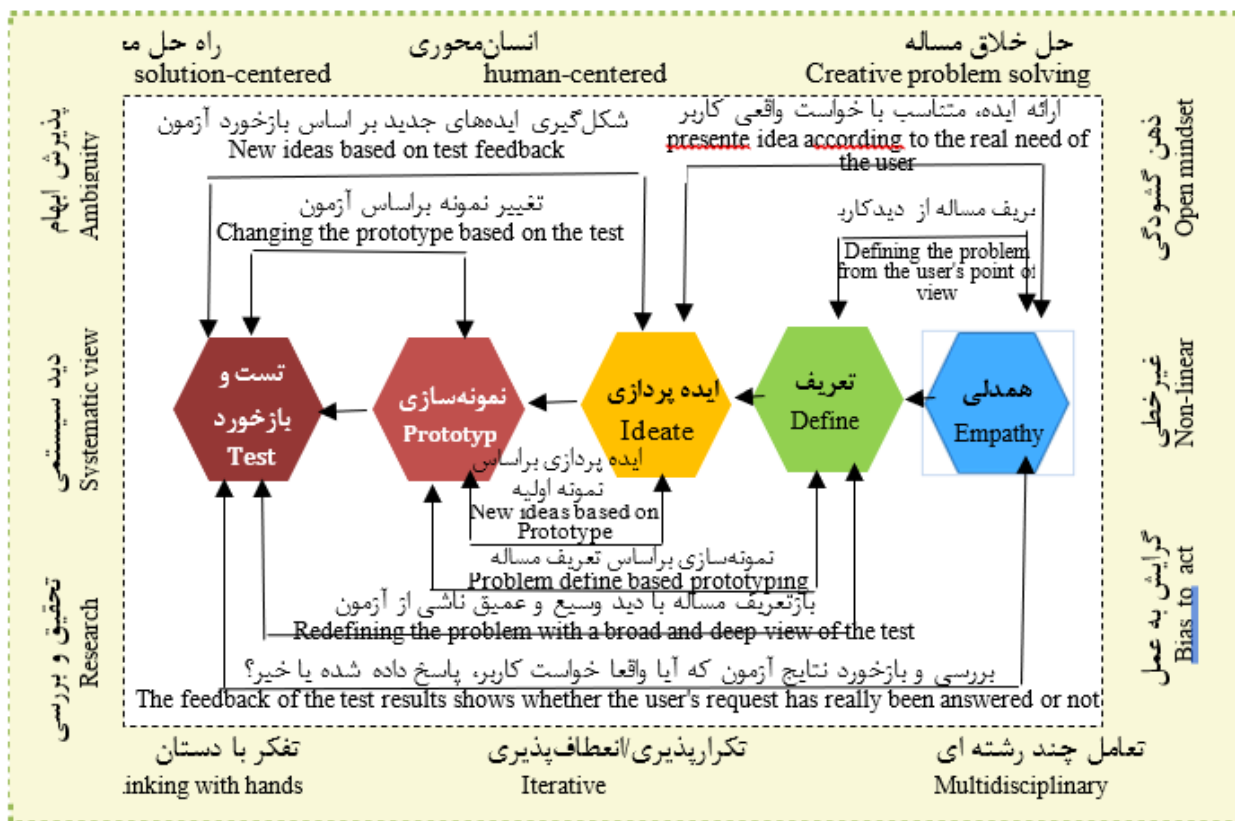 حل خلاق مساله
Creative problem solving
انسان‌محوری
human-centered
راه حل
solution-centered
ذهن گشودگی
Open mindset
غیر خطی
Non-linear
گرایش به عمل
Bias to act
پذیرش ابهام
Ambiguity
دید سیستمی
Systematic view
تحقیق و بررسی
Research
ارائه ایده، متناسب با خواست واقعی کاربر
presente idea according to the real need of
the user
شکل‌گیری ایده‌های جدید بر اساس بازخورد آزمون
New ideas based on test feedback
تغییر نمونه براساس آزمون
Changing the prototype based on the test
مساله از دید
Defining the problem
from the user's point of
view
همدلی
Empathy
تعریف
Define
ایده پردازی
Ideate
نمونه‌سازی
Prototyp
تست و
بازخورد
Test
ایده پردازی براساس
نمونه اولیه
New ideas based on
Prototype
نمونه‌سازی براساس تعریف مساله
Problem define based prototyping
بازتعریف مساله با دید وسیع و عمیق ناشی از آزمون
Redefining the problem with a broad and deep view of the test
بررسی و بازخورد نتایج آزمون که آیا واقعا خواست کاربر، پاسخ داده شده یا خیر؟
The feedback of the test results shows whether the user's request has really been answered or not
تعامل چند رشته ای
Multidisciplinary
تکرارپذیری/انعطاف‌پذیری
Iterative
تفکر با دستان
with hands